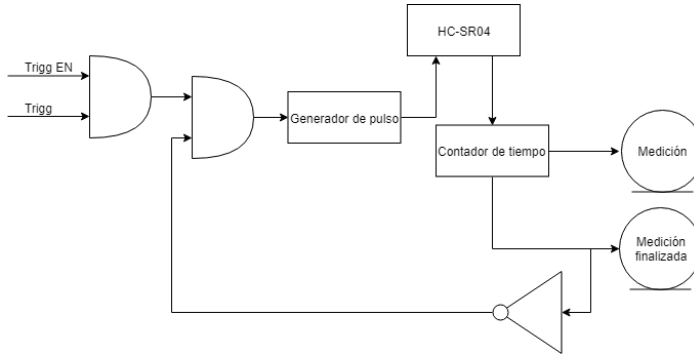 HC-SR04
Trigg EN
Trigg
Generador de pulso
Contador de tiempo
Medición
Medición
finalizada